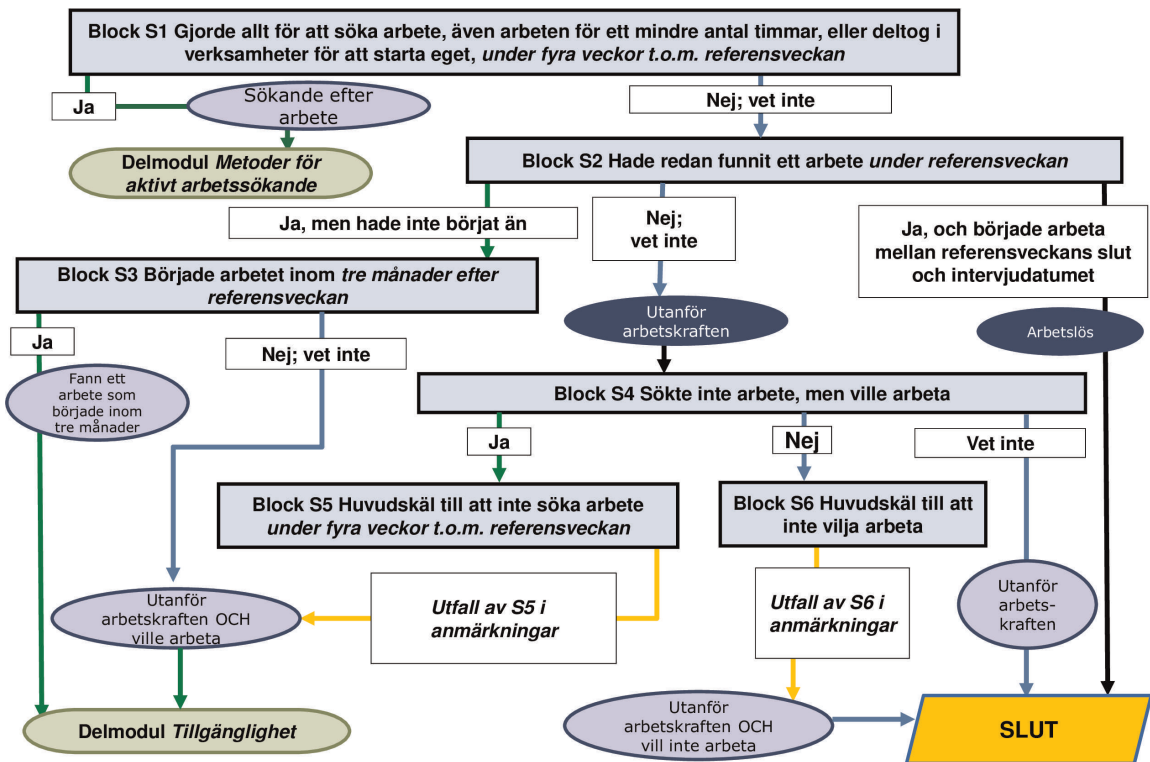 Block S1 Gjorde allt för att söka arbete, även arbeten för ett mindre antal timmar, eller deltog i
verksamheter för att starta eget, under fyra veckor t.o.m. referensveckan
Ja
Sökande efter
arbete
Nej; vet inte
Delmodul Metoder för
aktivt arbetssökande
Block S2 Hade redan funnit ett arbete under referensveckan
Ja, men hade inte börjat än
Nej;
vet inte
Ja, och började arbeta
mellan referensveckans slut
och intervjudatumet
Block S3 Började arbetet inom tre månader efter
referensveckan
Utanför
arbetskraften
Arbetslös
Ja
Nej; vet inte
Fann ett
arbete som
började inom
tre månader
Block S4 Sökte inte arbete, men ville arbeta
Ja
Nej
Vet inte
Block S5 Huvudskäl till att inte söka arbete
under fyra veckor t.o.m. referensveckan
Block S6 Huvudskäl till att
inte vilja arbeta
Utanför
arbetskraften OCH
ville arbeta
Utfall av S5 i
anmärkningar
Utfall av S6 i
anmärkningar
Utanför
arbets-
kraften
Delmodul Tillgänglighet
Utanför
arbetskraften OCH
vill inte arbeta
SLUT